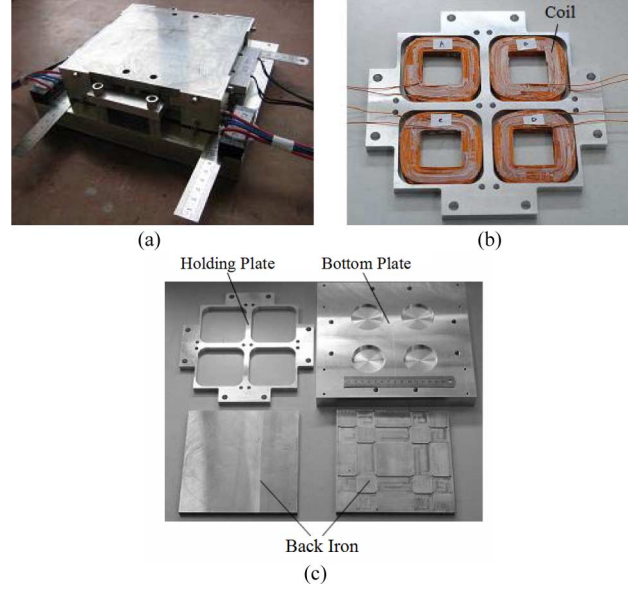 Coil
A
B
C
D
(a)
(b)
Holding Plate
Bottom Plate
Back Iron
(c)